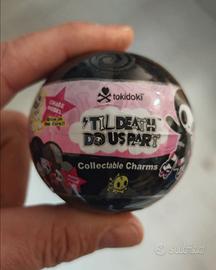 tokidoki
'TIL DEATH
DO US PART
Collectable Charms